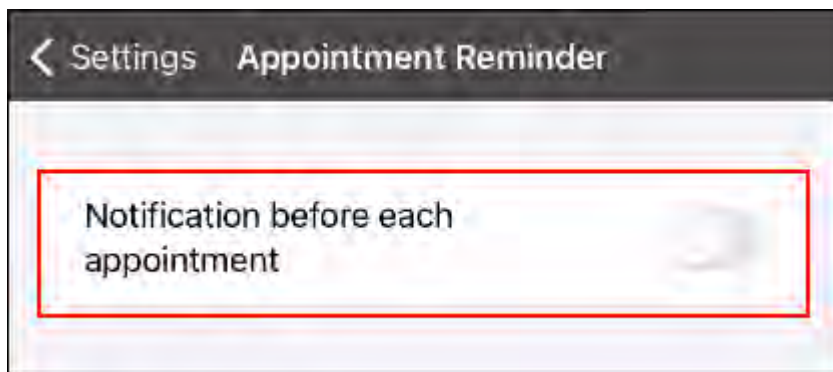 Settings Appointment Reminder
Notification before each
appointment